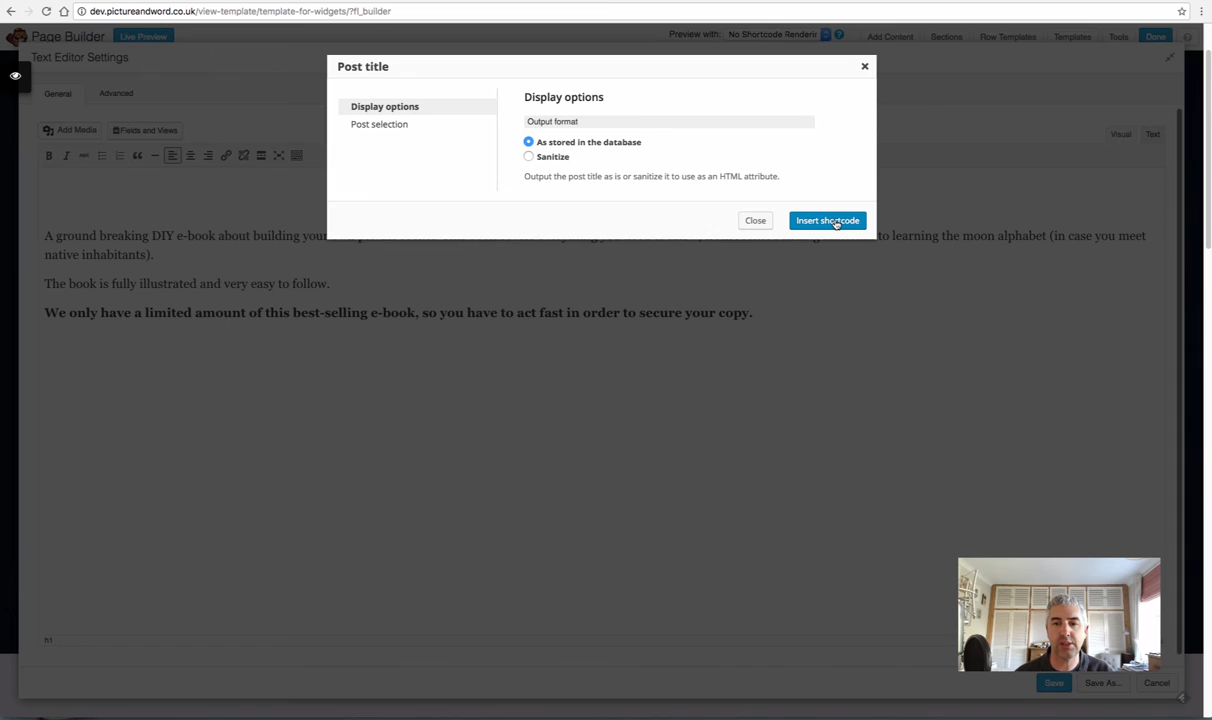 dev.pictureandword.co.uk/view-template/template-for-widgets/?fl_builder
Page Builder Live Preview Preview with: No Shortcode Renderin ? Add Content Sections Row Templates Templates Tools Done ?
Text Editor Settings
General Advanced
Add Media Fields and Views Visual Text
B I ABC
Post title ×
Display options
Post selection
Display options
Output format
As stored in the database
Sanitize
Output the post title as is or sanitize it to use as an HTML attribute.
Close Insert shortcode
A ground breaking DIY e-book about building your to learning the moon alphabet (in case you meet
native inhabitants).
The book is fully illustrated and very easy to follow.
We only have a limited amount of this best-selling e-book, so you have to act fast in order to secure your copy.
h1
Save Save As... Cancel